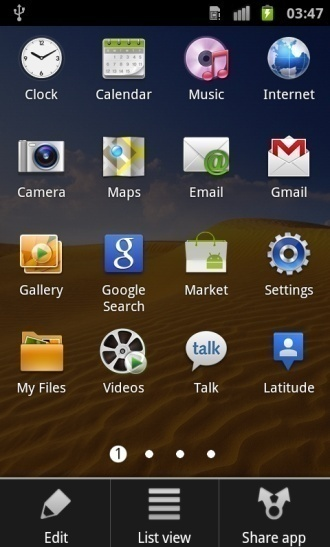 03:47
Clock Calendar Music Internet
Camera Maps Email Gmail
Gallery Google Search Market Settings
My Files Videos Talk Latitude
talk
1
Edit List view Share app